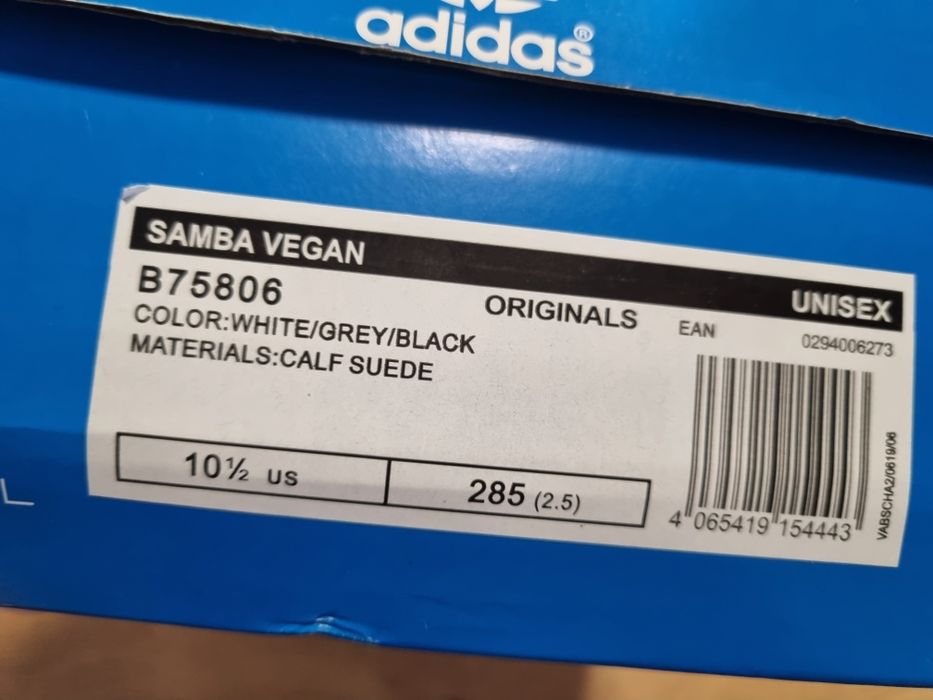 adidas®
SAMBA VEGAN
UNISEX
B75806
ORIGINALS
EAN
0294006273
COLOR:WHITE/GREY/BLACK
MATERIALS:CALF SUEDE
10½ US
285 (2.5)
4 065419 154443
VABSCHA2/0619/06
L